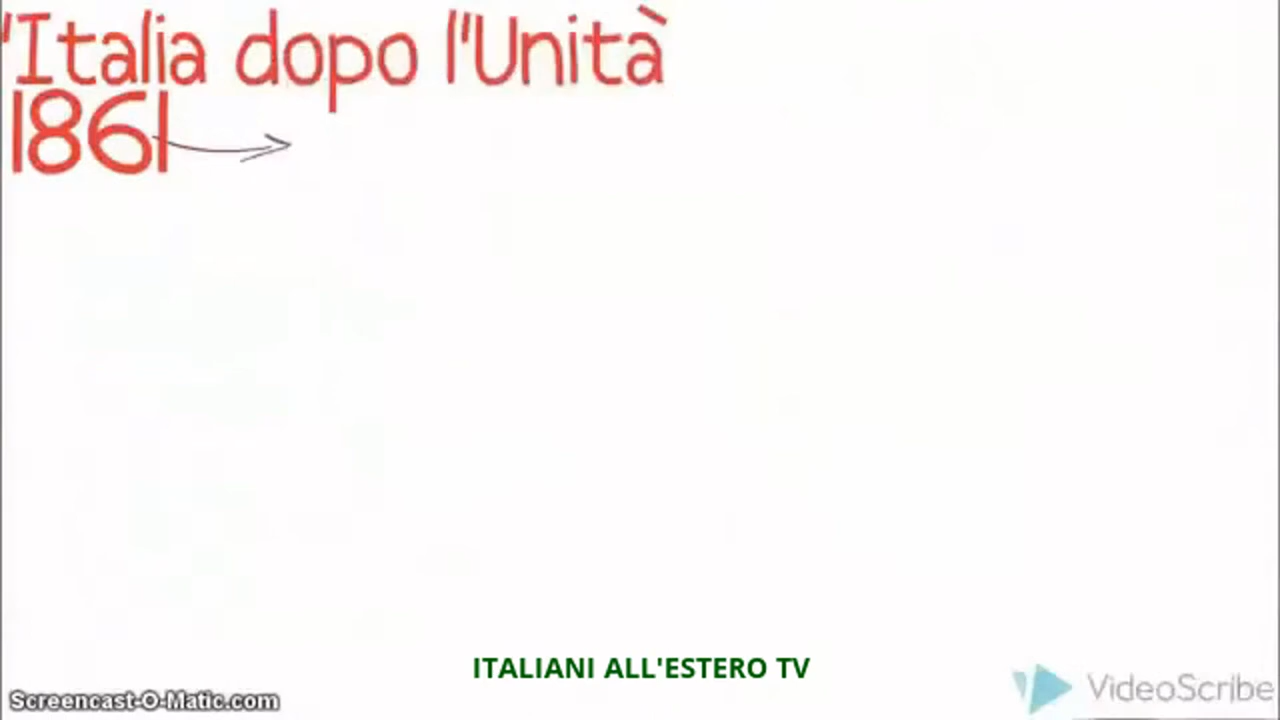 'Italia dopo l'Unità
1861
ITALIANI ALL'ESTERO TV
Screencast-O-Matic.com
VideoScribe